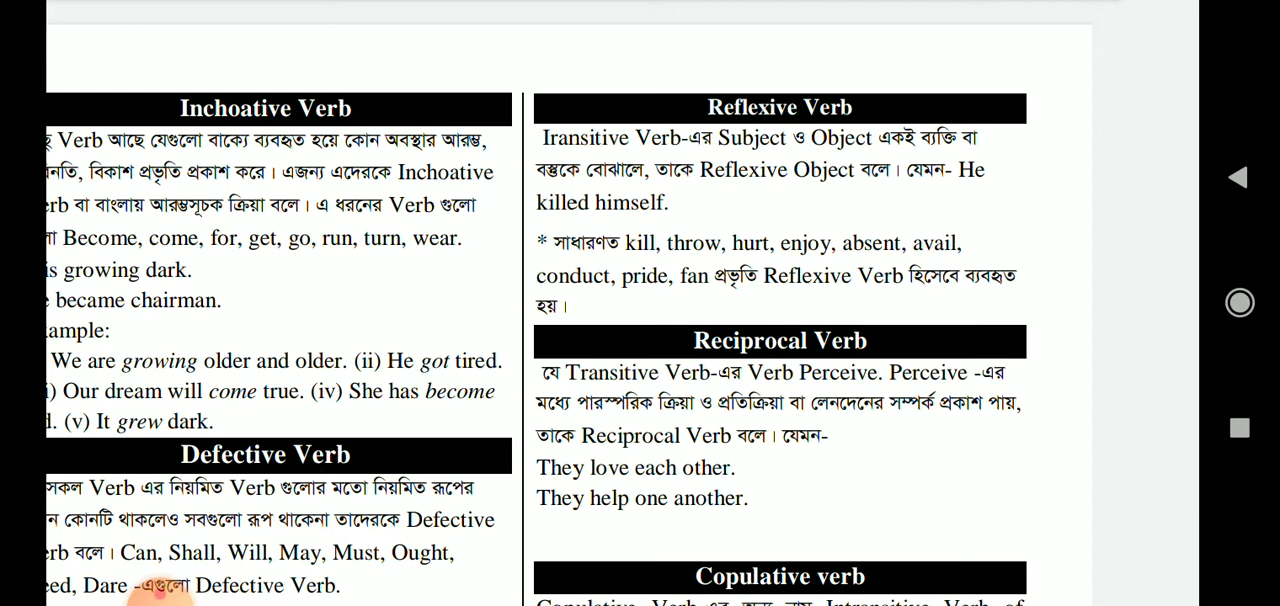 Inchoative Verb
Verb আছে যেগুলো বাক্যে ব্যবহৃত হয়ে কোন অবস্থার আরম্ভ,
বিকাশ প্রভৃতি প্রকাশ করে। এজন্য এদেরকে Inchoative
বা বাংলায় আরম্ভসূচক ক্রিয়া বলে। এ ধরনের Verb গুলো
Become, come, for, get, go, run, turn, wear.
is growing dark.
became chairman.
We are growing older and older. (ii) He got tired.
Our dream will come true. (iv) She has become
(v) It grew dark.
Defective Verb
সকল Verb এর নিয়মিত Verb গুলোর মতো নিয়মিত রূপের
কোনটি থাকলেও সবগুলো রূপ থাকেনা তাদেরকে Defective
বলে। Can, Shall, Will, May, Must, Ought,
Dare -এগুলো Defective Verb.
Reflexive Verb
Iransitive Verb-এর Subject ও Object একই ব্যক্তি বা
বস্তুকে বোঝালে, তাকে Reflexive Object বলে। যেমন- He
killed himself.
* সাধারণত kill, throw, hurt, enjoy, absent, avail,
conduct, pride, fan প্রভৃতি Reflexive Verb হিসেবে ব্যবহৃত
হয়।
Reciprocal Verb
যে Transitive Verb-এর Verb Perceive. Perceive -এর
মধ্যে পারস্পরিক ক্রিয়া ও প্রতিক্রিয়া বা লেনদেনের সম্পর্ক প্রকাশ পায়,
তাকে Reciprocal Verb বলে। যেমন-
They love each other.
They help one another.
Copulative verb